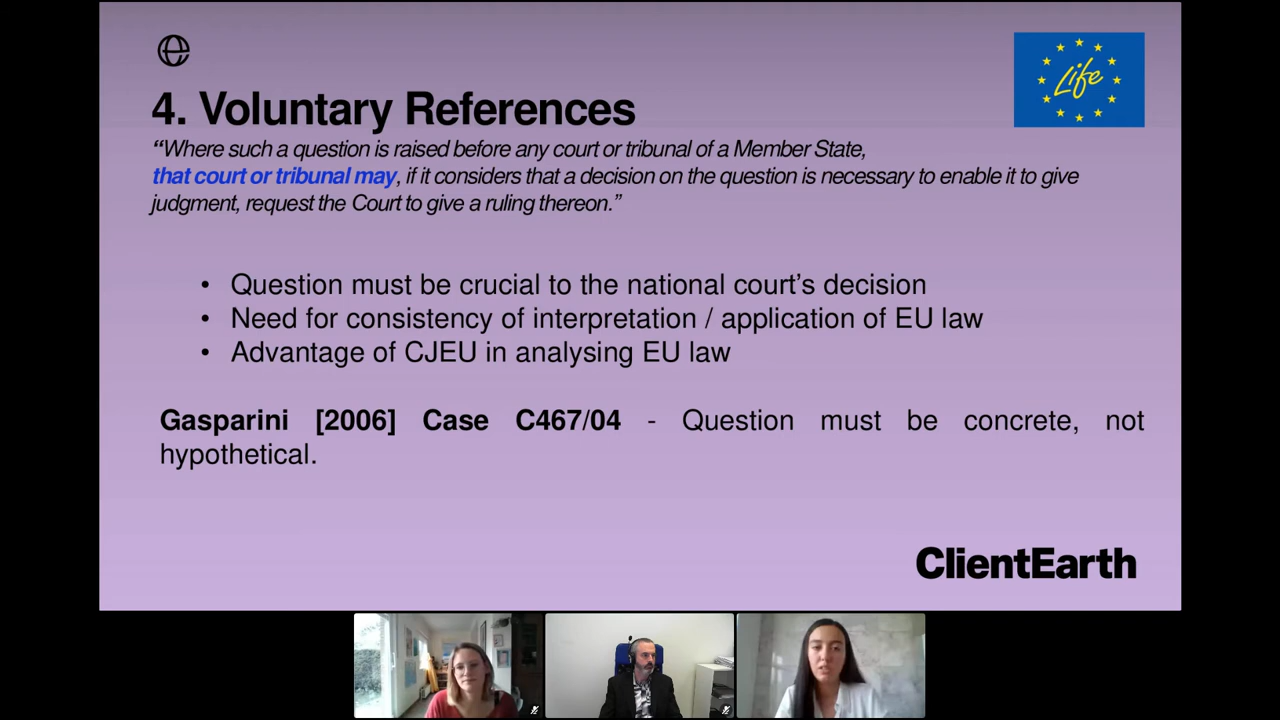 Life
4. Voluntary References
“Where such a question is raised before any court or tribunal of a Member State,
that court or tribunal may, if it considers that a decision on the question is necessary to enable it to give
judgment, request the Court to give a ruling thereon.”
• Question must be crucial to the national court’s decision
• Need for consistency of interpretation / application of EU law
• Advantage of CJEU in analysing EU law
Gasparini [2006] Case C467/04 - Question must be concrete, not
hypothetical.
ClientEarth